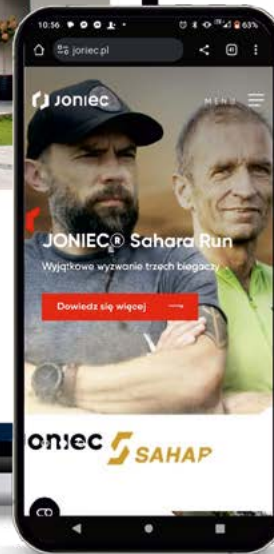 10:56
63%
joniec.pl
Joniec
MENU
JONIEC® Sahara Run
Wyjątkowe wyzwanie trzech biegaczy
Dowiedz się więcej
oniec SAHAP